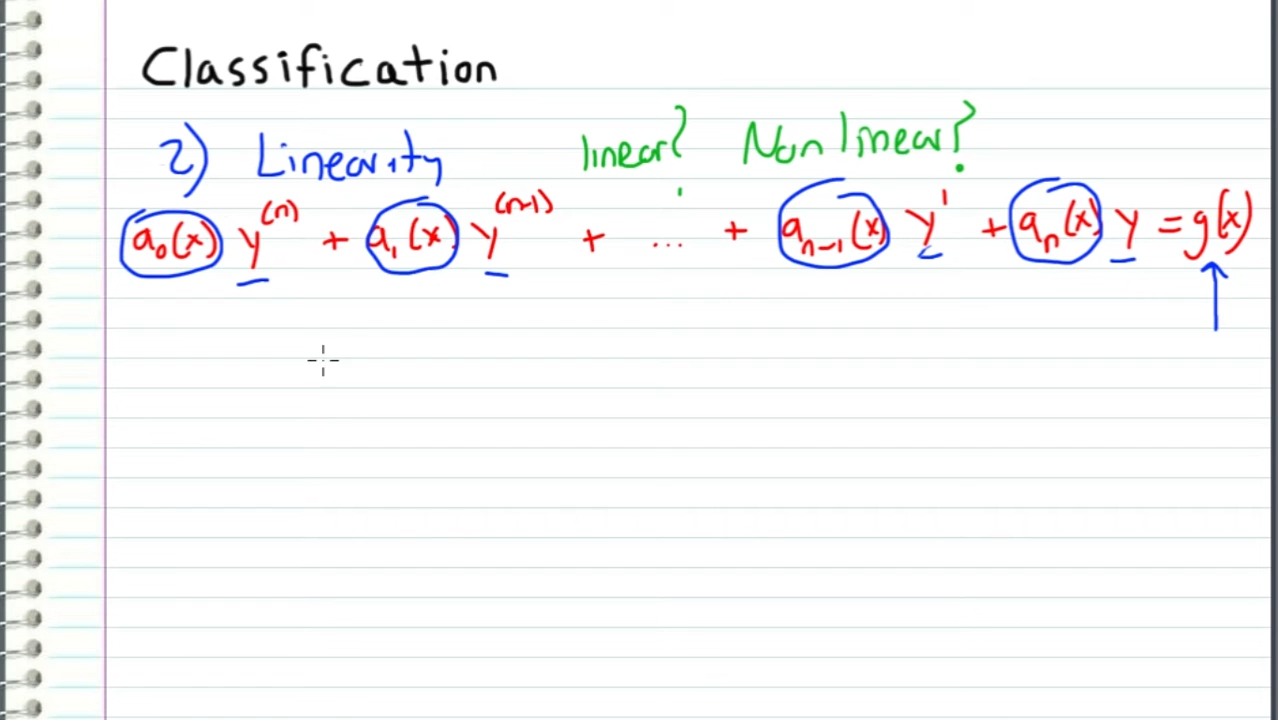 Classification
2) Linearity linear? Nonlinear?
a₀(x) y⁽ⁿ⁾ + a₁(x) y⁽ⁿ⁻¹⁾ + ... + aₙ₋₁(x) y' + aₙ(x) y = g(x)